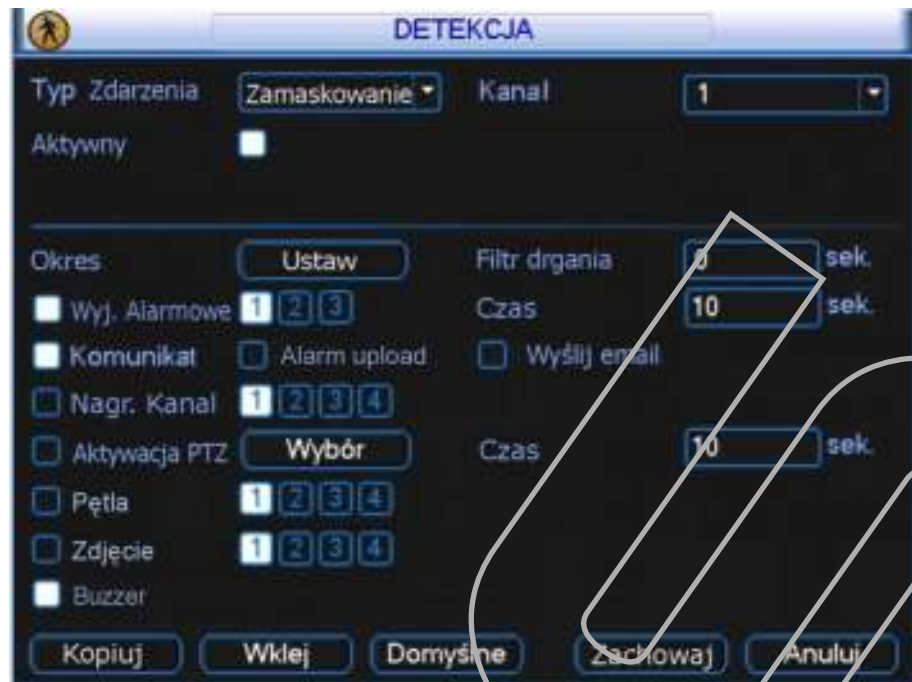 DETEKCJA
Typ Zdarzenia Zamaskowanie Kanał 1
Aktywny
Okres Ustaw Filtr drgania 0 sek.
Wyj. Alarmowe 1 2 3 Czas 10 sek.
Komunikat Alarm upload Wyślij email
Nagr. Kanał 1 2 3 4
Aktywacja PTZ Wybór Czas 10 sek.
Pętla 1 2 3 4
Zdjęcie 1 2 3 4
Buzzer
Kopiuj Wklej Domyślne Zachowaj Anuluj